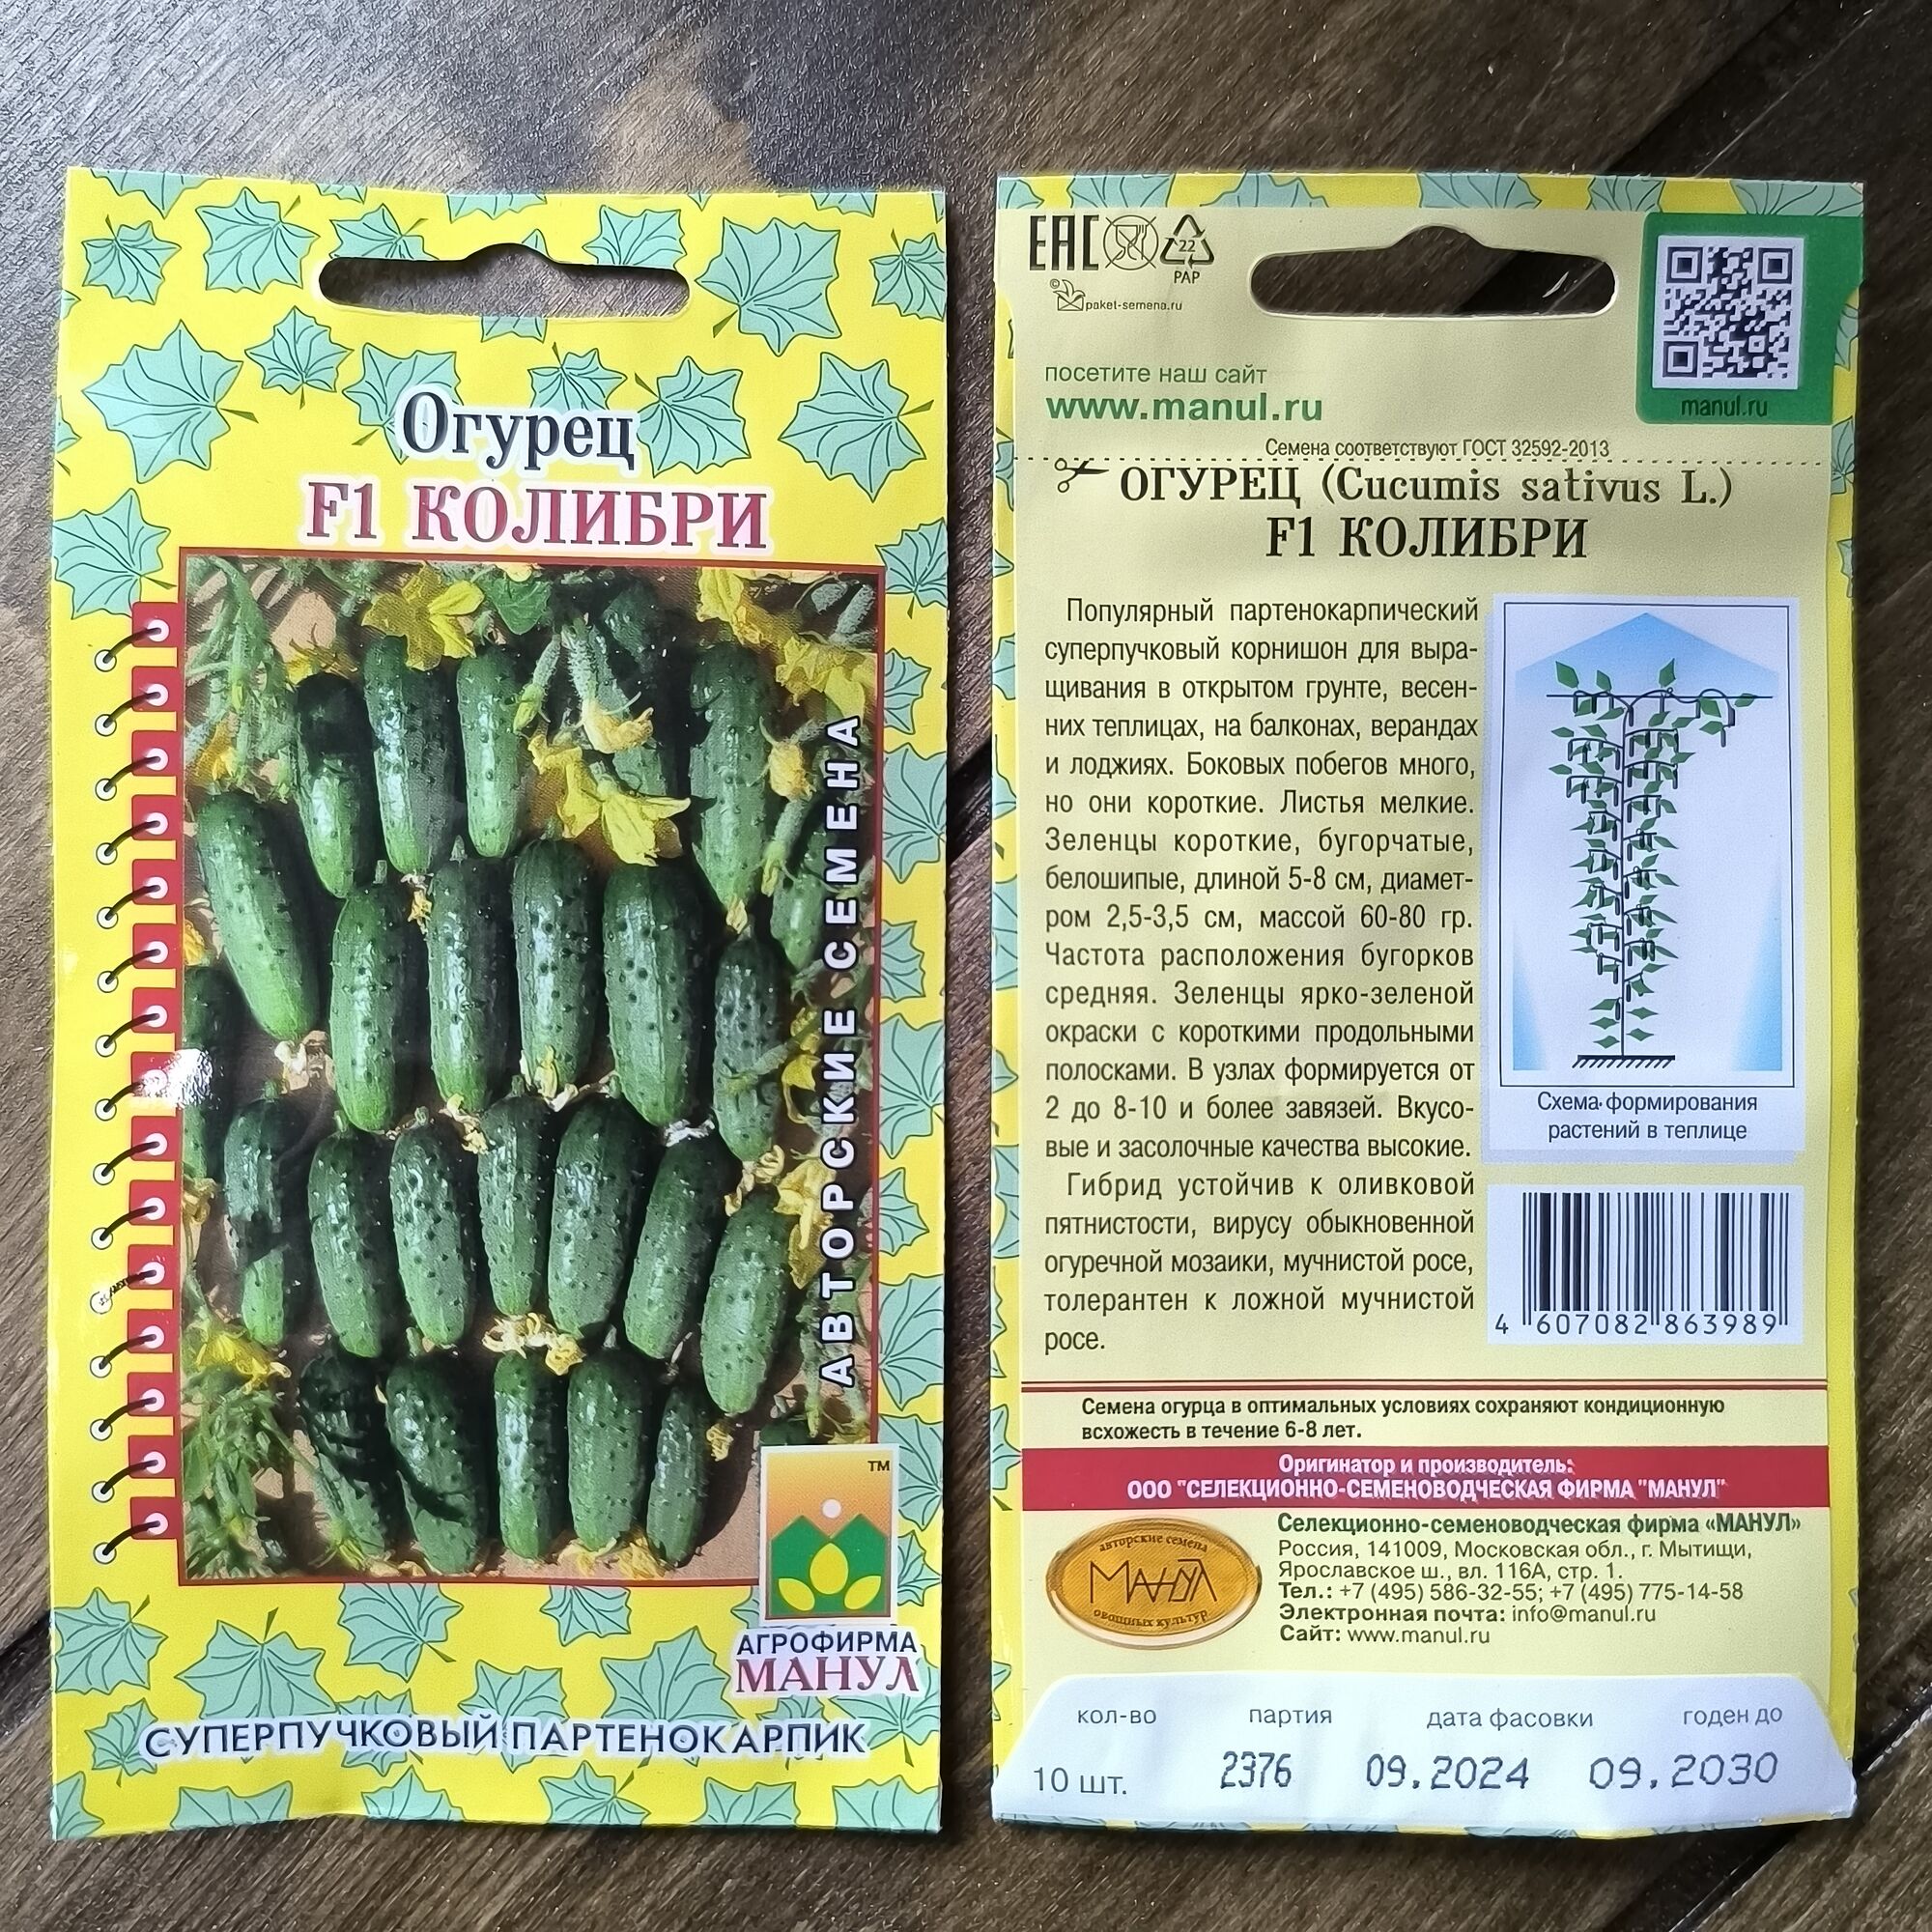 Огурец
F1 КОЛИБРИ
АВТОРСКИЕ СЕМЕНА
TM
АГРОФИРМА
МАНУЛ
СУПЕРПУЧКОВЫЙ ПАРТЕНОКАРПИК
EAC
22
PAP
©
paket-semena.ru
посетите наш сайт
www.manul.ru
manul.ru
Семена соответствуют ГОСТ 32592-2013
ОГУРЕЦ (Cucumis sativus L.)
F1 КОЛИБРИ
Популярный партенокарпический
суперпучковый корнишон для выра-
щивания в открытом грунте, весен-
них теплицах, на балконах, верандах
и лоджиях. Боковых побегов много,
но они короткие. Листья мелкие.
Зеленцы короткие, бугорчатые,
белошипые, длиной 5-8 см, диамет-
ром 2,5-3,5 см, массой 60-80 гр.
Частота расположения бугорков
средняя. Зеленцы ярко-зеленой
окраски с короткими продольными
полосками. В узлах формируется от
2 до 8-10 и более завязей. Вкусо-
вые и засолочные качества высокие.
Гибрид устойчив к оливковой
пятнистости, вирусу обыкновенной
огуречной мозаики, мучнистой росе,
толерантен к ложной мучнистой
росе.
Схема формирования
растений в теплице
4 607082 863989
Семена огурца в оптимальных условиях сохраняют кондиционную
всхожесть в течение 6-8 лет.
Оригинатор и производитель:
ООО "СЕЛЕКЦИОННО-СЕМЕНОВОДЧЕСКАЯ ФИРМА "МАНУЛ"
авторские семена
МАНУЛ
овощных культур
Селекционно-семеноводческая фирма «МАНУЛ»
Россия, 141009, Московская обл., г. Мытищи,
Ярославское ш., вл. 116А, стр. 1.
Тел.: +7 (495) 586-32-55; +7 (495) 775-14-58
Электронная почта: info@manul.ru
Сайт: www.manul.ru
кол-во партия дата фасовки годен до
10 шт. 2376 09.2024 09.2030